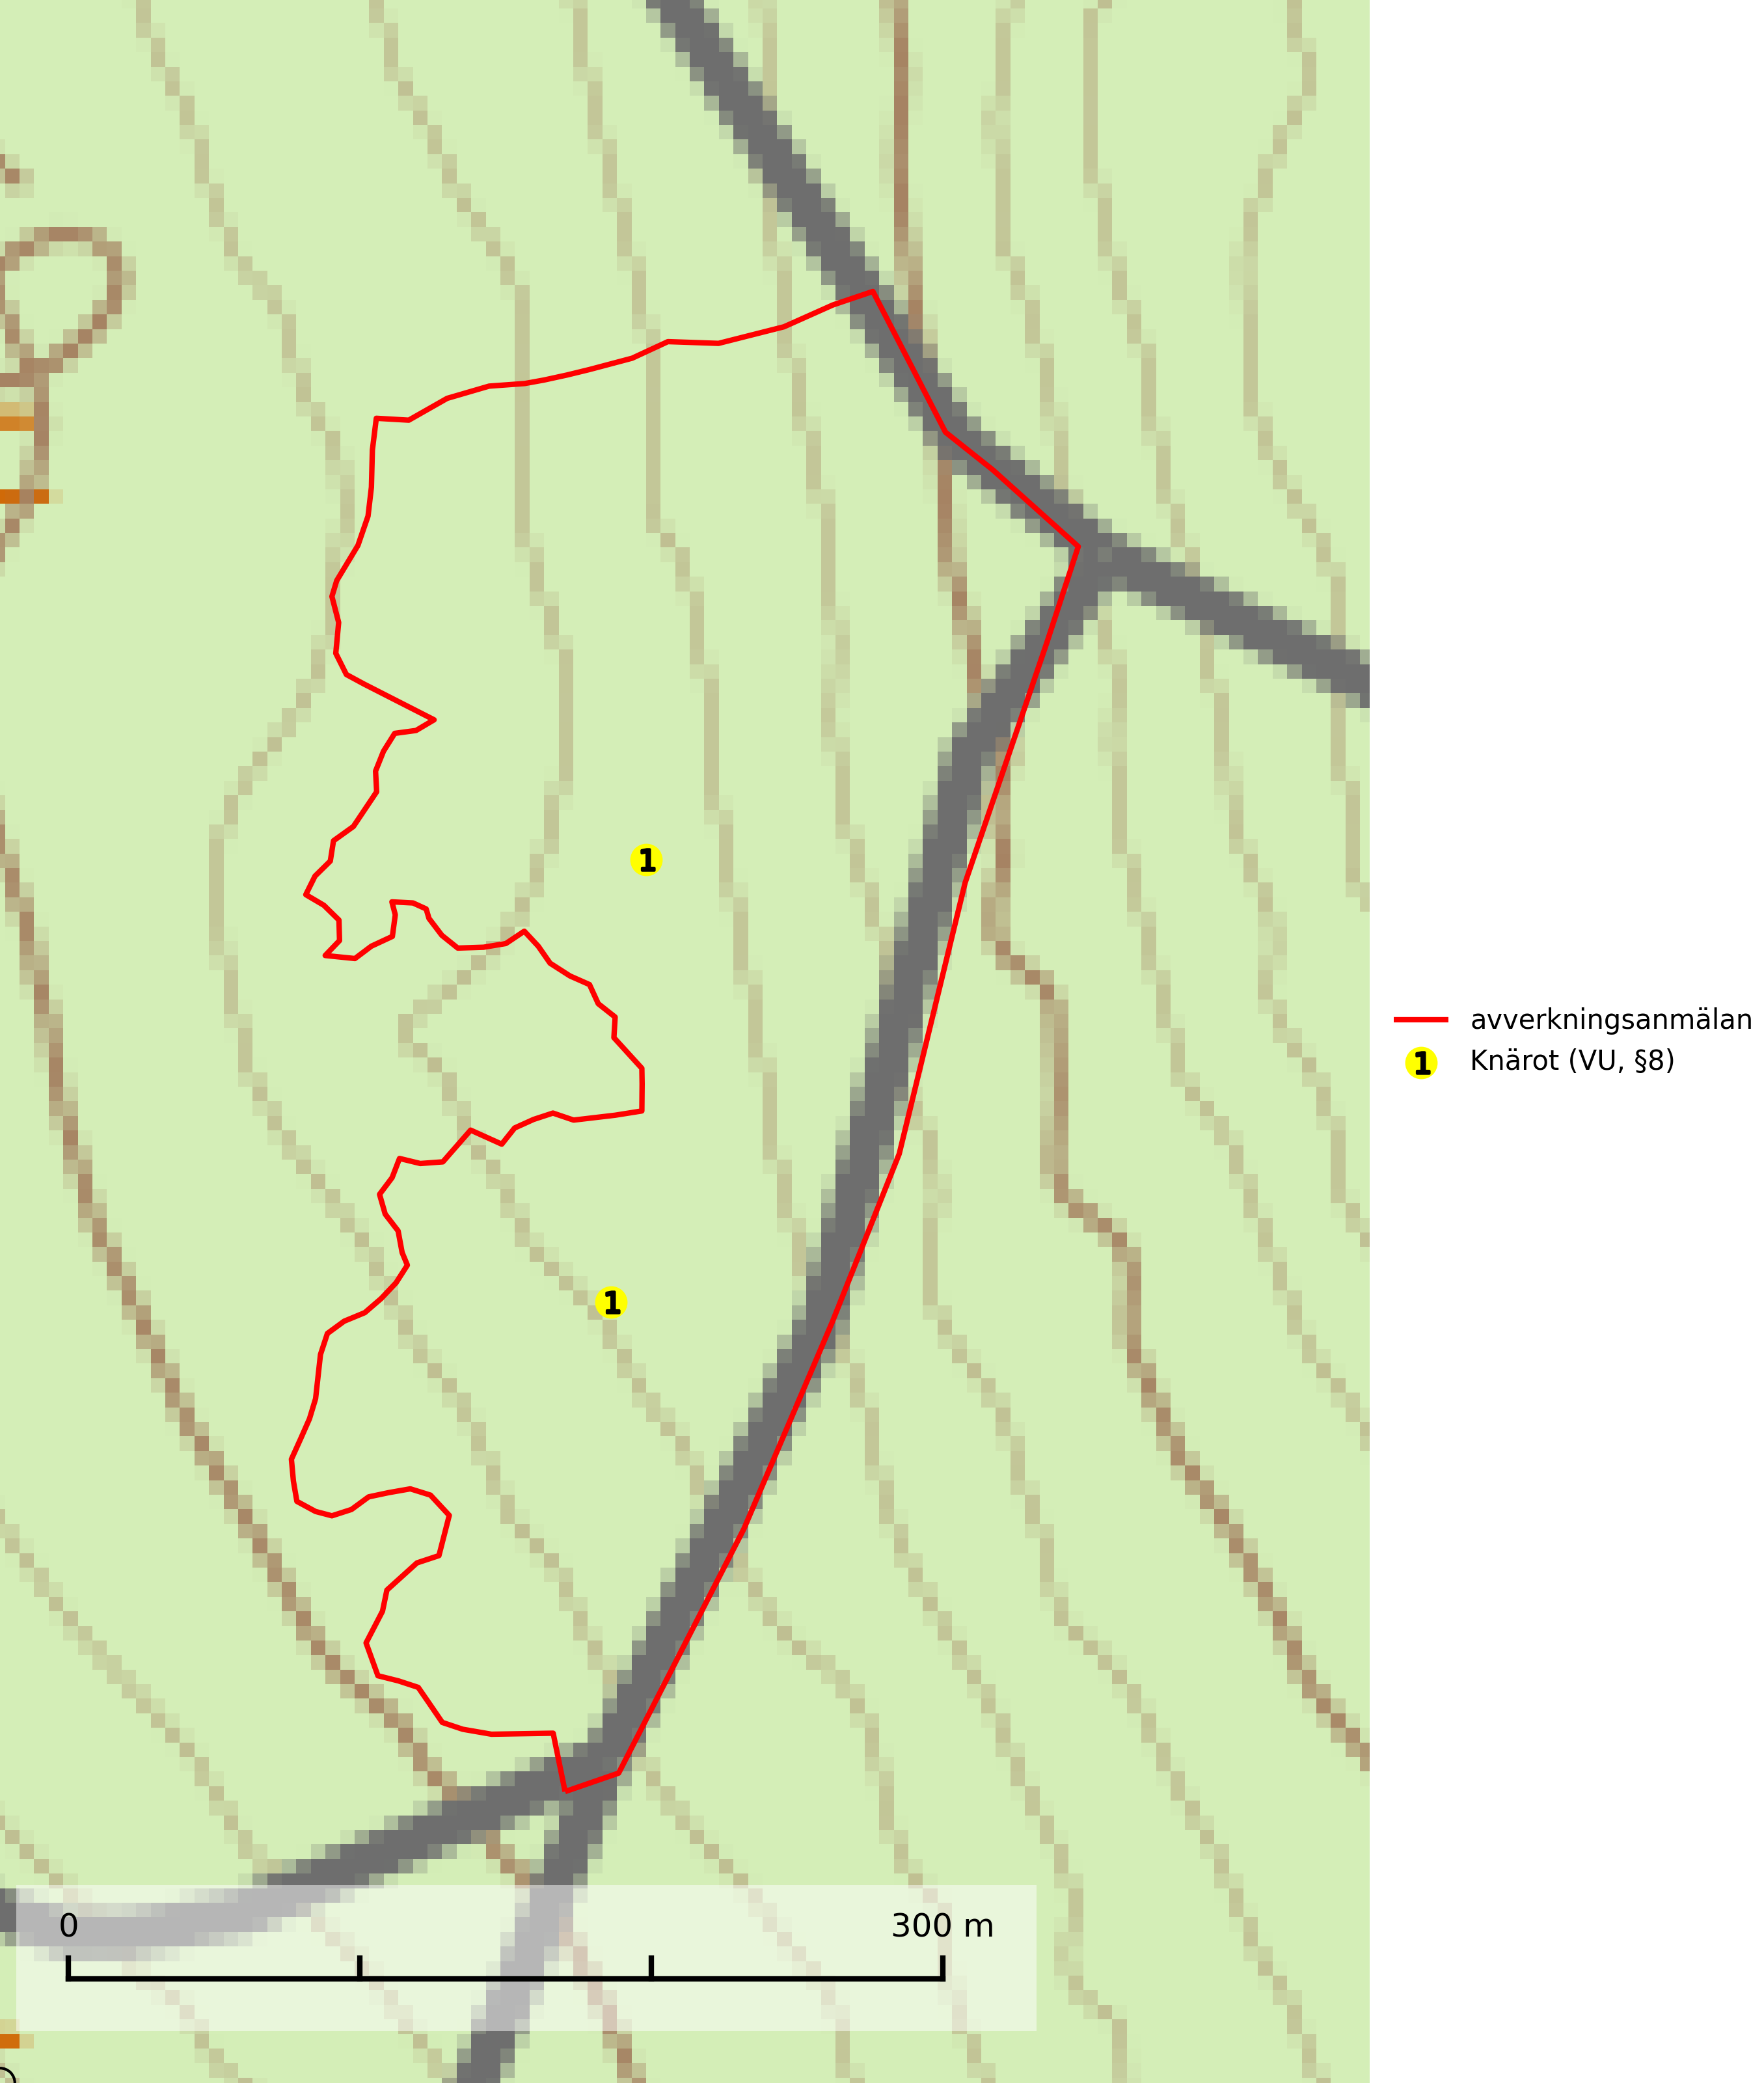 1
avverkningsanmälan
1 Knärot (VU, §8)
1
0 300 m